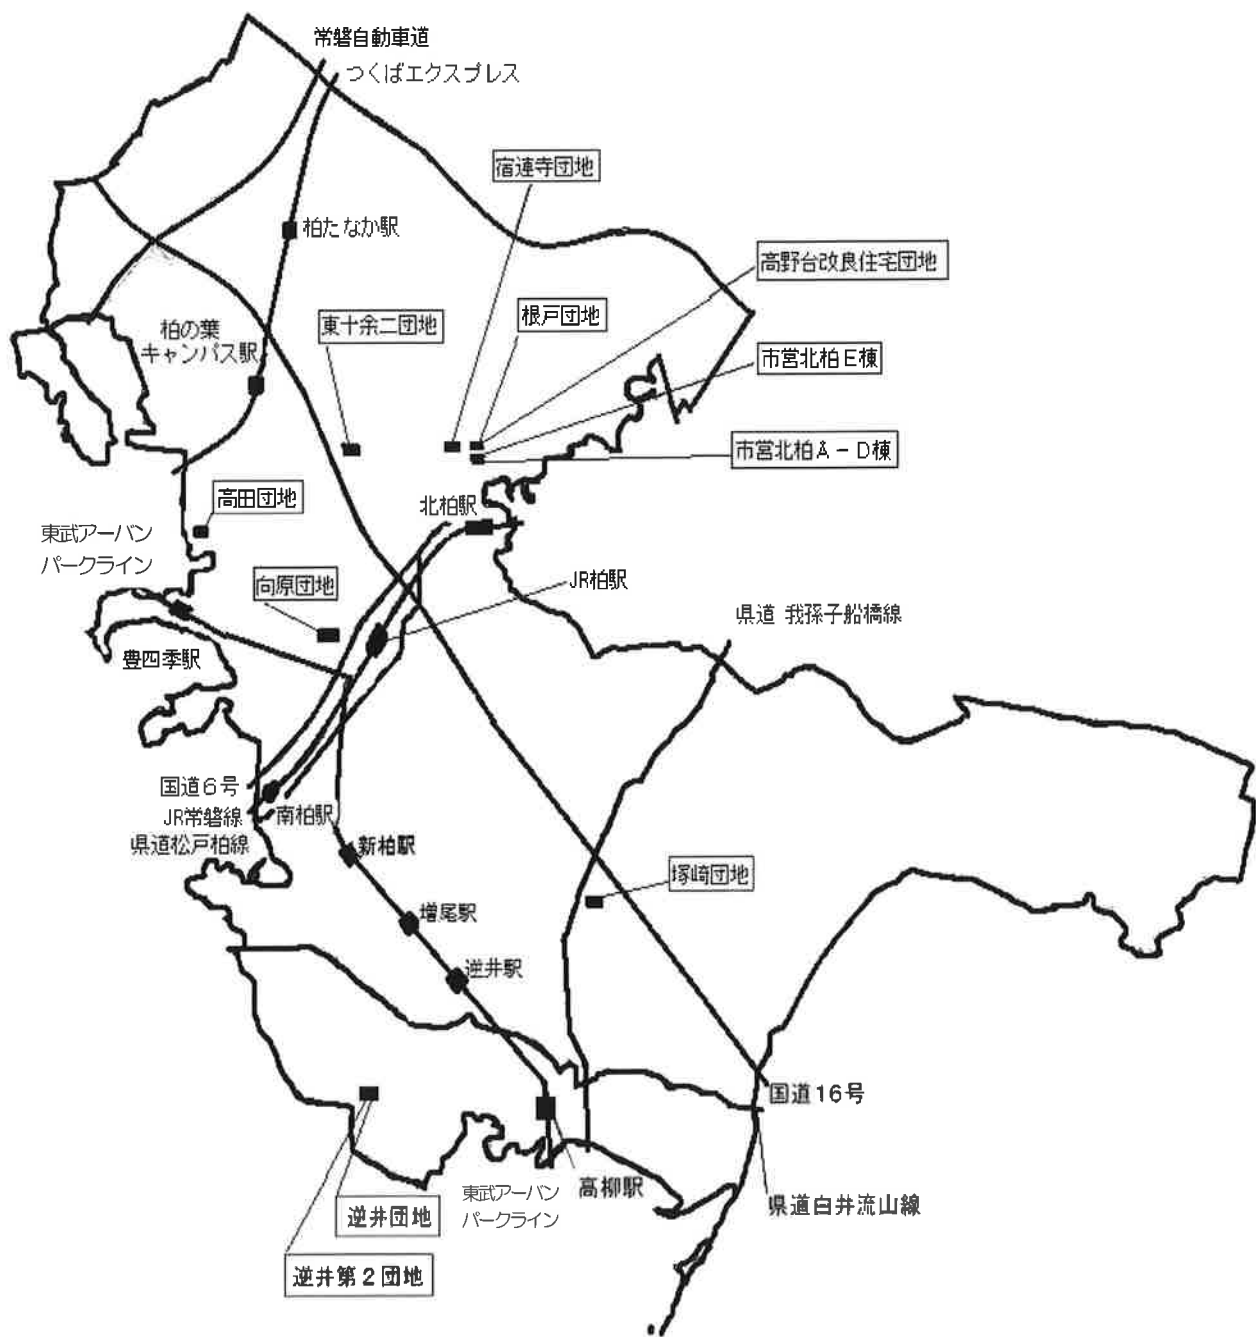 常磐自動車道
つくばエクスプレス
宿連寺団地
柏たなか駅
高野台改良住宅団地
根戸団地
東十余二団地
柏の葉
キャンパス駅
市営北柏E棟
市営北柏A－D棟
高田団地
北柏駅
東武アーバン
パークライン
向原団地
JR柏駅
県道 我孫子船橋線
豊四季駅
国道6号
JR常磐線
南柏駅
県道松戸柏線
新柏駅
塚崎団地
増尾駅
逆井駅
国道16号
高柳駅
東武アーバン
パークライン
県道白井流山線
逆井団地
逆井第2団地